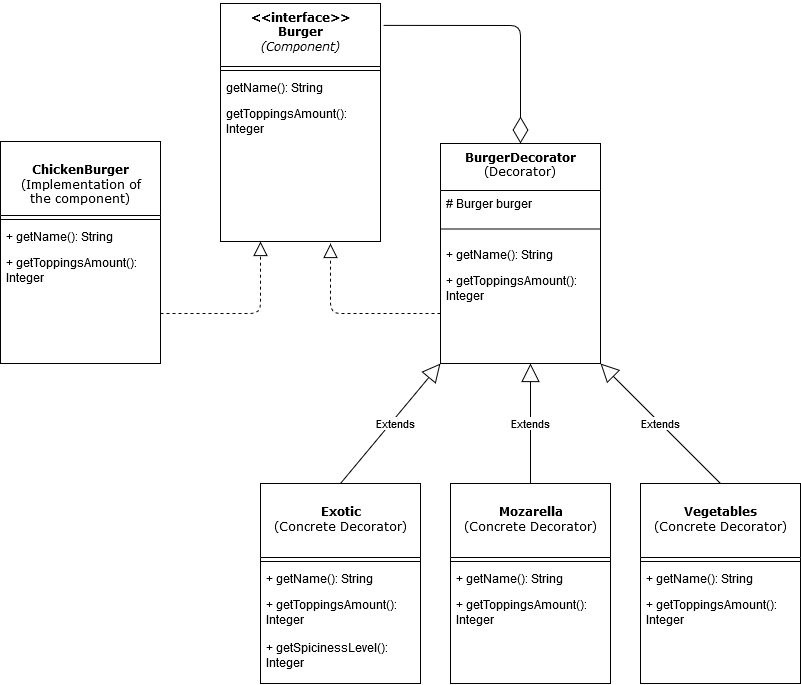 <<interface>>
Burger
(Component)
getName(): String
getToppingsAmount():
Integer
ChickenBurger
(Implementation of
the component)
+ getName(): String
+ getToppingsAmount():
Integer
BurgerDecorator
(Decorator)
# Burger burger
+ getName(): String
+ getToppingsAmount():
Integer
Extends
Extends
Extends
Exotic
(Concrete Decorator)
+ getName(): String
+ getToppingsAmount():
Integer
+ getSpicinessLevel():
Integer
Mozarella
(Concrete Decorator)
+ getName(): String
+ getToppingsAmount():
Integer
Vegetables
(Concrete Decorator)
+ getName(): String
+ getToppingsAmount():
Integer